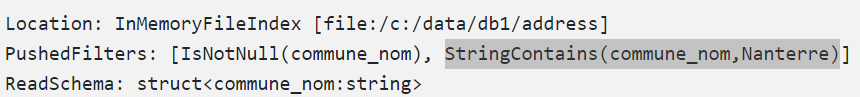 Location: InMemoryFileIndex [file:/c:/data/db1/address]
PushedFilters: [IsNotNull(commune_nom), StringContains(commune_nom,Nanterre)]
ReadSchema: struct<commune_nom:string>